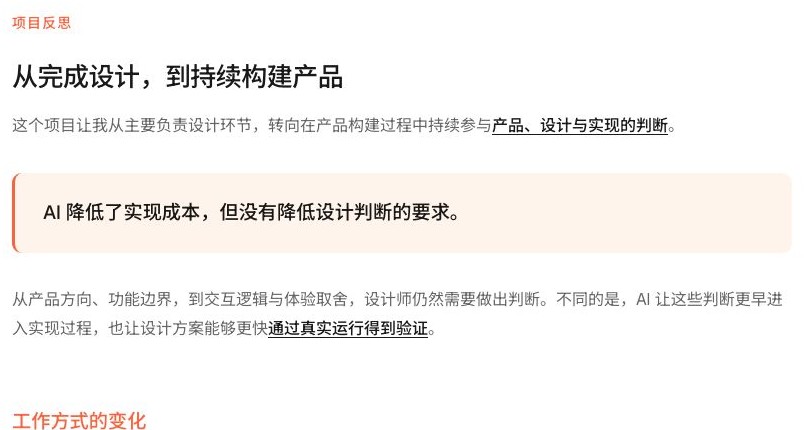 项目反思
从完成设计，到持续构建产品
这个项目让我从主要负责设计环节，转向在产品构建过程中持续参与产品、设计与实现的判断。
AI 降低了实现成本，但没有降低设计判断的要求。
从产品方向、功能边界，到交互逻辑与体验取舍，设计师仍然需要做出判断。不同的是，AI 让这些判断更早进
入实现过程，也让设计方案能够更快通过真实运行得到验证。
工作方式的变化